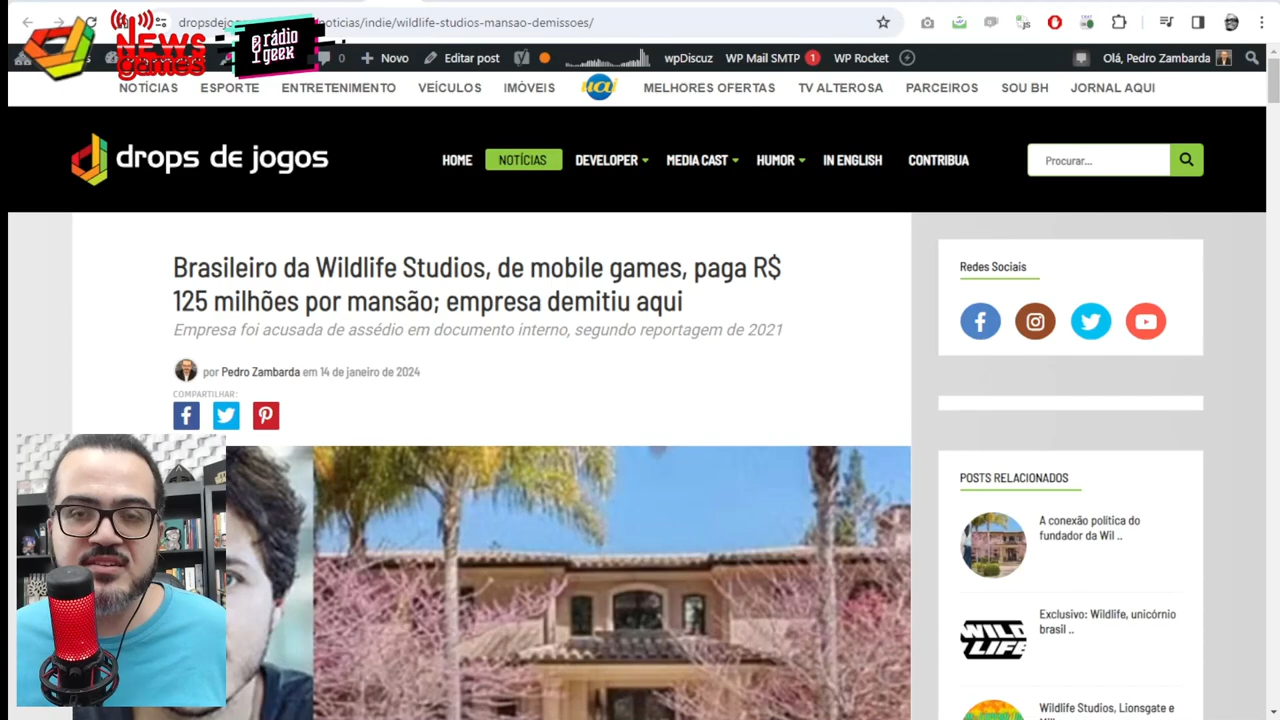 dropsdejo
noticias/indie/wildlife-studios-mansao-demissoes/
NEWS
games
rádio
geek
0
Novo
Editar post
wpDiscuz
WP Mail SMTP
1
WP Rocket
Olá, Pedro Zambarda
NOTÍCIAS
ESPORTE
ENTRETENIMENTO
VEÍCULOS
IMÓVEIS
uai
MELHORES OFERTAS
TV ALTEROSA
PARCEIROS
SOU BH
JORNAL AQUI
drops de jogos
HOME
NOTÍCIAS
DEVELOPER
MEDIA CAST
HUMOR
IN ENGLISH
CONTRIBUA
Procurar...
Brasileiro da Wildlife Studios, de mobile games, paga R$
125 milhões por mansão; empresa demitiu aqui
Empresa foi acusada de assédio em documento interno, segundo reportagem de 2021
por Pedro Zambarda em 14 de janeiro de 2024
COMPARTILHAR:
Redes Sociais
POSTS RELACIONADOS
A conexão política do
fundador da Wil ..
WILD
LIFE
Exclusivo: Wildlife, unicórnio
brasil ..
Wildlife Studios, Lionsgate e